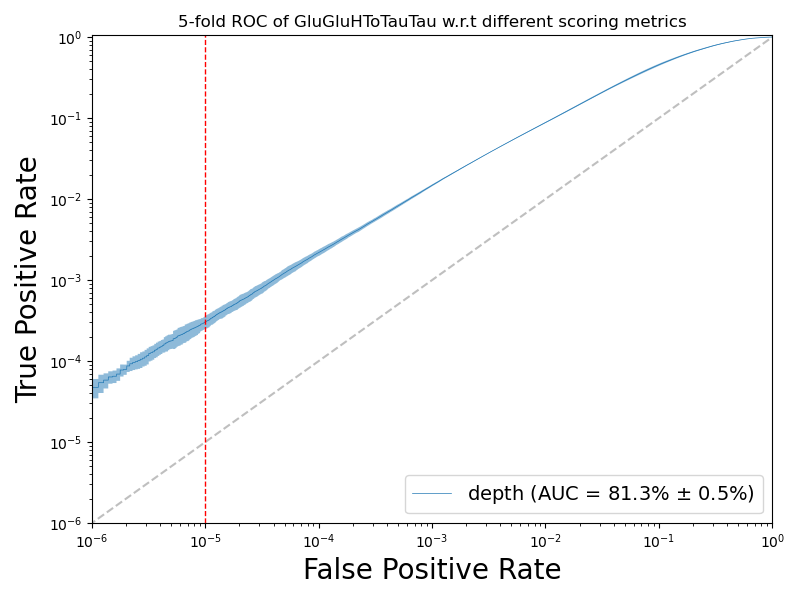 5-fold ROC of GluGluHToTauTau w.r.t different scoring metrics
True Positive Rate
10⁰
10⁻¹
10⁻²
10⁻³
10⁻⁴
10⁻⁵
10⁻⁶
depth (AUC = 81.3% ± 0.5%)
10⁻⁶ 10⁻⁵ 10⁻⁴ 10⁻³ 10⁻² 10⁻¹ 10⁰
False Positive Rate